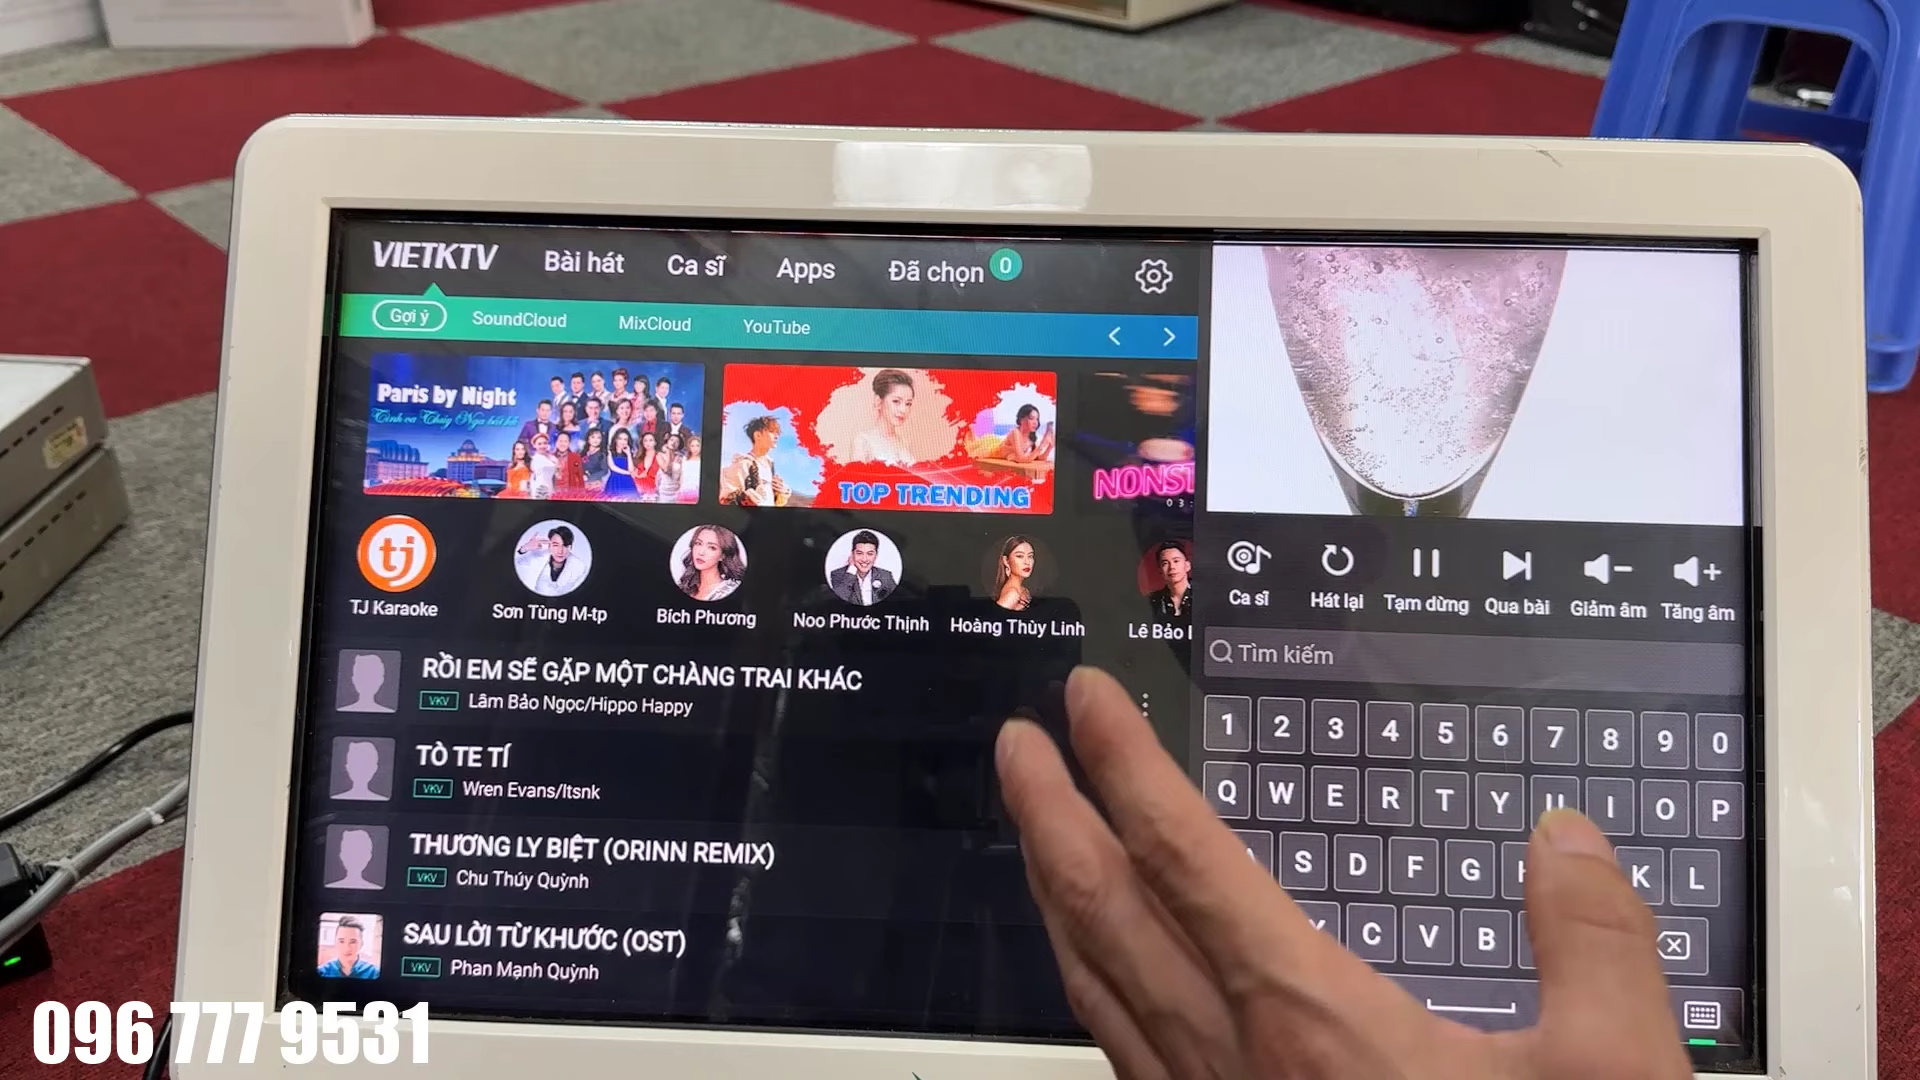 VIETKTV Bài hát Ca sĩ Apps Đã chọn 0
Gợi ý SoundCloud MixCloud YouTube
Paris by Night
TOP TRENDING
NONST
03:
TJ Karaoke Sơn Tùng M-tp Bích Phương Noo Phước Thịnh Hoàng Thùy Linh Lê Bảo
tj
RỒI EM SẼ GẶP MỘT CHÀNG TRAI KHÁC
VKV Lâm Bảo Ngọc/Hippo Happy
TÒ TE TÍ
VKV Wren Evans/Itsnk
THƯƠNG LY BIỆT (ORINN REMIX)
VKV Chu Thúy Quỳnh
SAU LỜI TỪ KHƯỚC (OST)
VKV Phan Mạnh Quỳnh
Ca sĩ Hát lại Tạm dừng Qua bài Giảm âm Tăng âm
Tìm kiếm
1 2 3 4 5 6 7 8 9 0
Q W E R T Y U I O P
S D F G H K L
C V B
096 777 9531